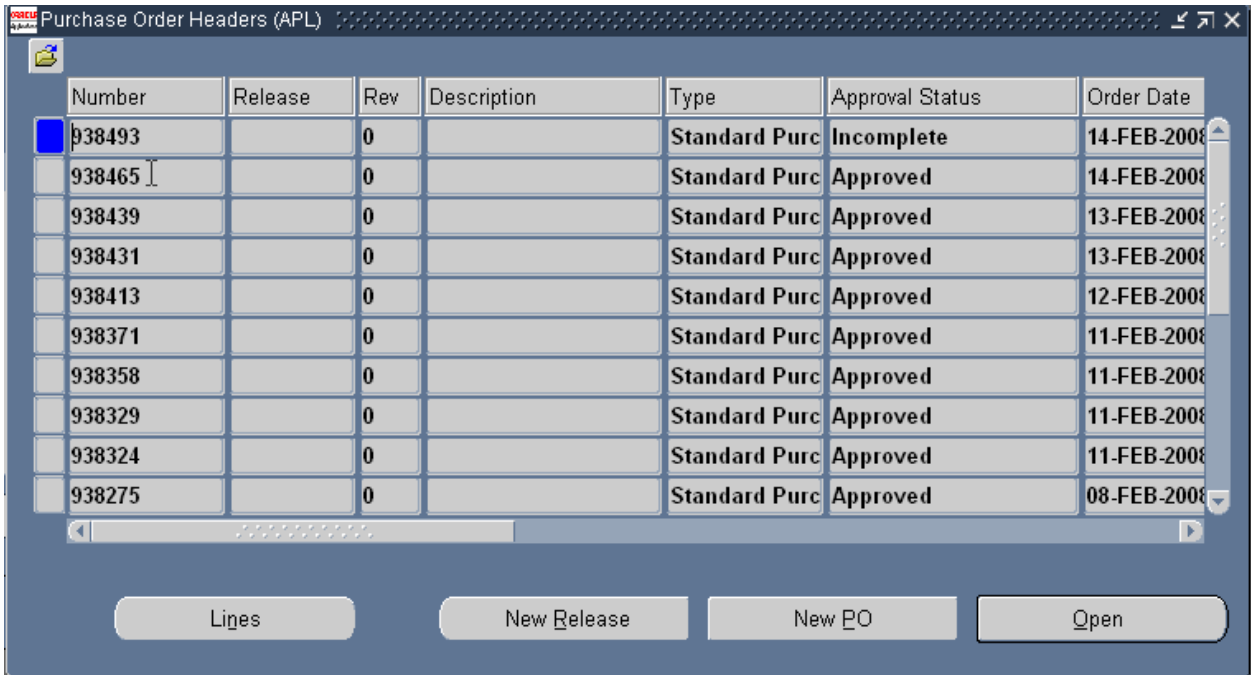 ORACLE Purchase Order Headers (APL)
Number Release Rev Description Type Approval Status Order Date
938493 0 Standard Purc Incomplete 14-FEB-2008
938465 0 Standard Purc Approved 14-FEB-2008
938439 0 Standard Purc Approved 13-FEB-2008
938431 0 Standard Purc Approved 13-FEB-2008
938413 0 Standard Purc Approved 12-FEB-2008
938371 0 Standard Purc Approved 11-FEB-2008
938358 0 Standard Purc Approved 11-FEB-2008
938329 0 Standard Purc Approved 11-FEB-2008
938324 0 Standard Purc Approved 11-FEB-2008
938275 0 Standard Purc Approved 08-FEB-2008
Lines New Release New PO Open